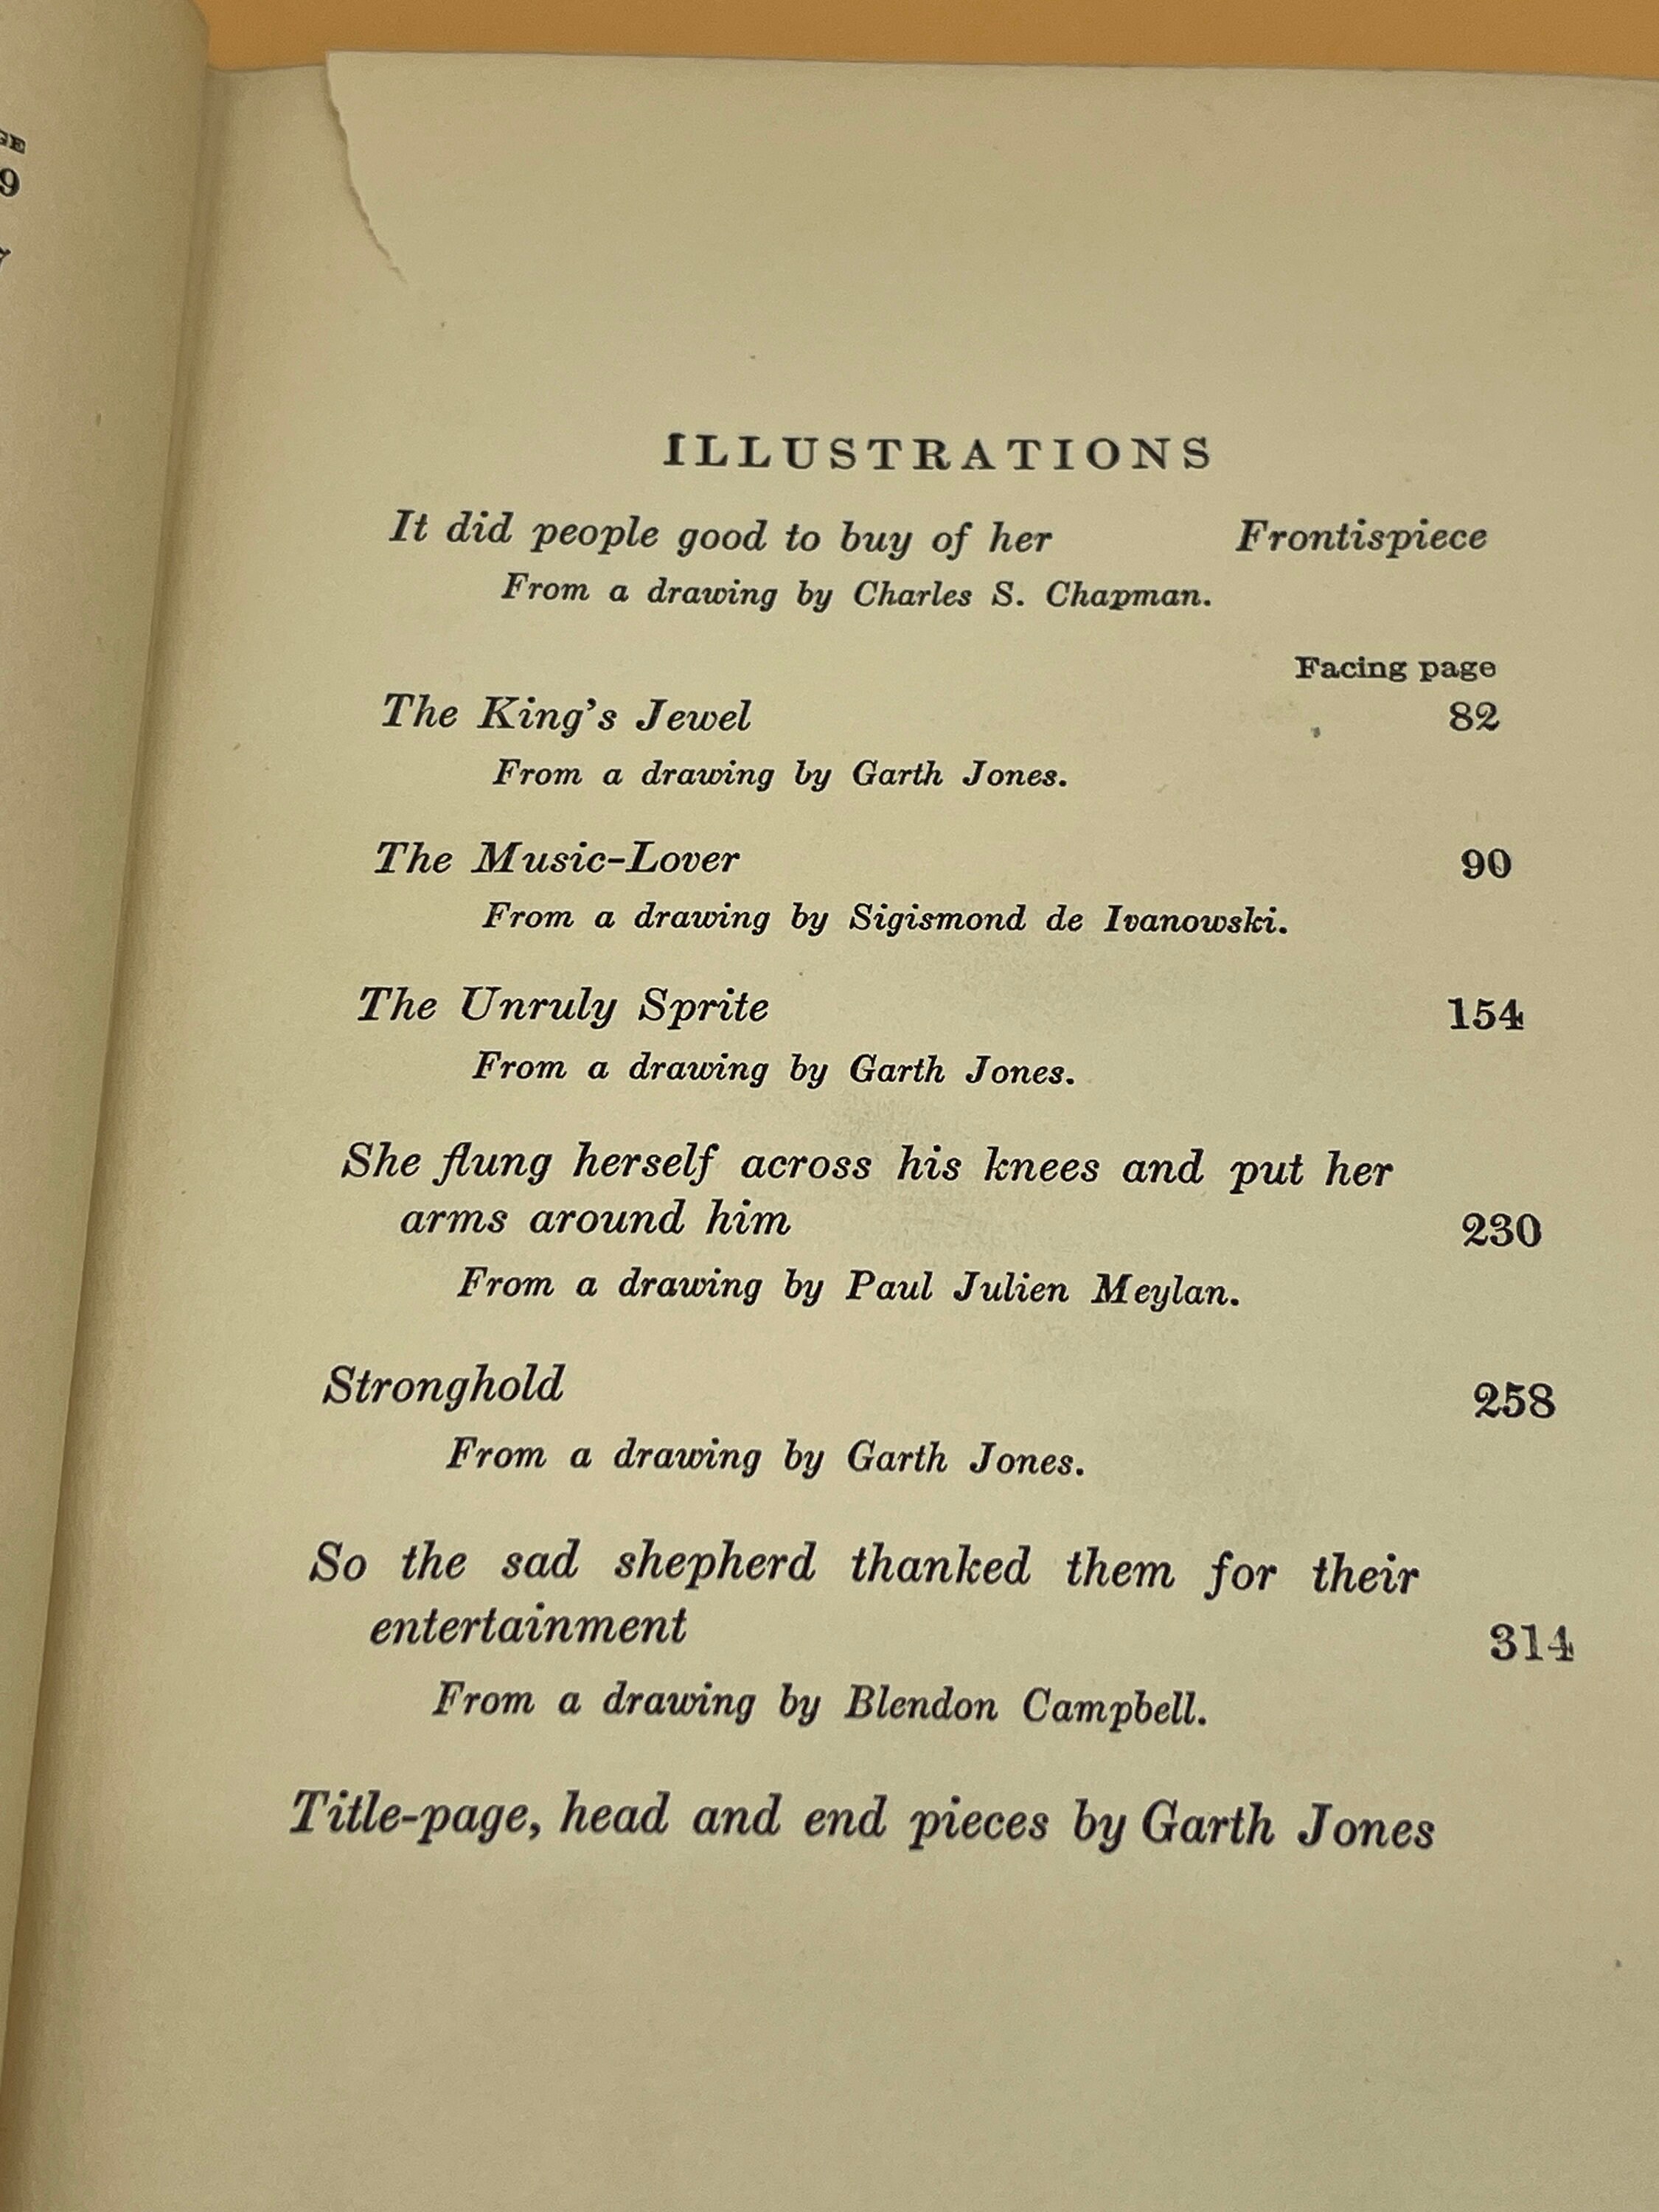 ILLUSTRATIONS
It did people good to buy of her Frontispiece
From a drawing by Charles S. Chapman.
Facing page
The King's Jewel 82
From a drawing by Garth Jones.
The Music-Lover 90
From a drawing by Sigismond de Ivanowski.
The Unruly Sprite 154
From a drawing by Garth Jones.
She flung herself across his knees and put her
arms around him 230
From a drawing by Paul Julien Meylan.
Stronghold 258
From a drawing by Garth Jones.
So the sad shepherd thanked them for their
entertainment 314
From a drawing by Blendon Campbell.
Title-page, head and end pieces by Garth Jones